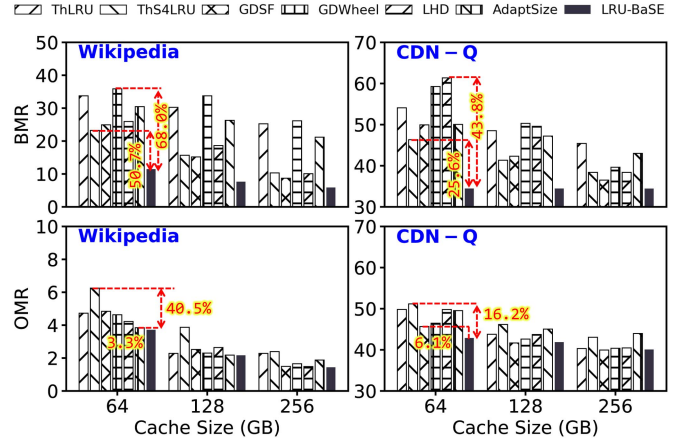 ThLRU ThS4LRU GDSF GDWheel LHD AdaptSize LRU-BaSE
Wikipedia
CDN − Q
BMR
50
40
30
20
10
0
70
60
50
40
30
68.0%
50.7%
43.8%
25.6%
Wikipedia
CDN − Q
OMR
10
8
6
4
2
0
70
60
50
40
30
40.5%
3.3%
16.2%
6.1%
64 128 256
64 128 256
Cache Size (GB)
Cache Size (GB)